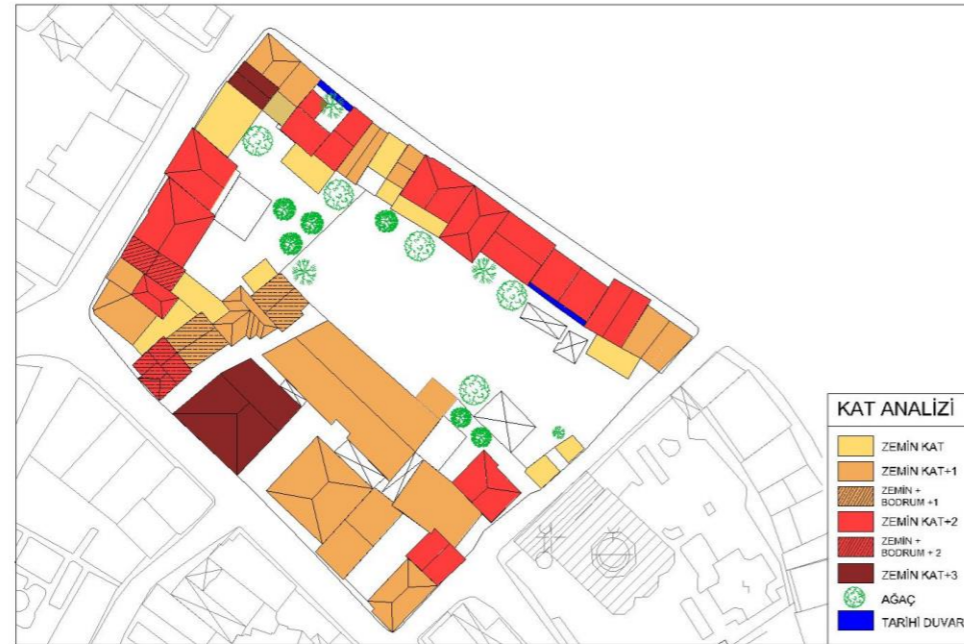 KAT ANALİZİ
ZEMİN KAT
ZEMİN KAT+1
ZEMİN +
BODRUM +1
ZEMİN KAT+2
ZEMİN +
BODRUM + 2
ZEMİN KAT+3
AĞAÇ
TARİHİ DUVAR